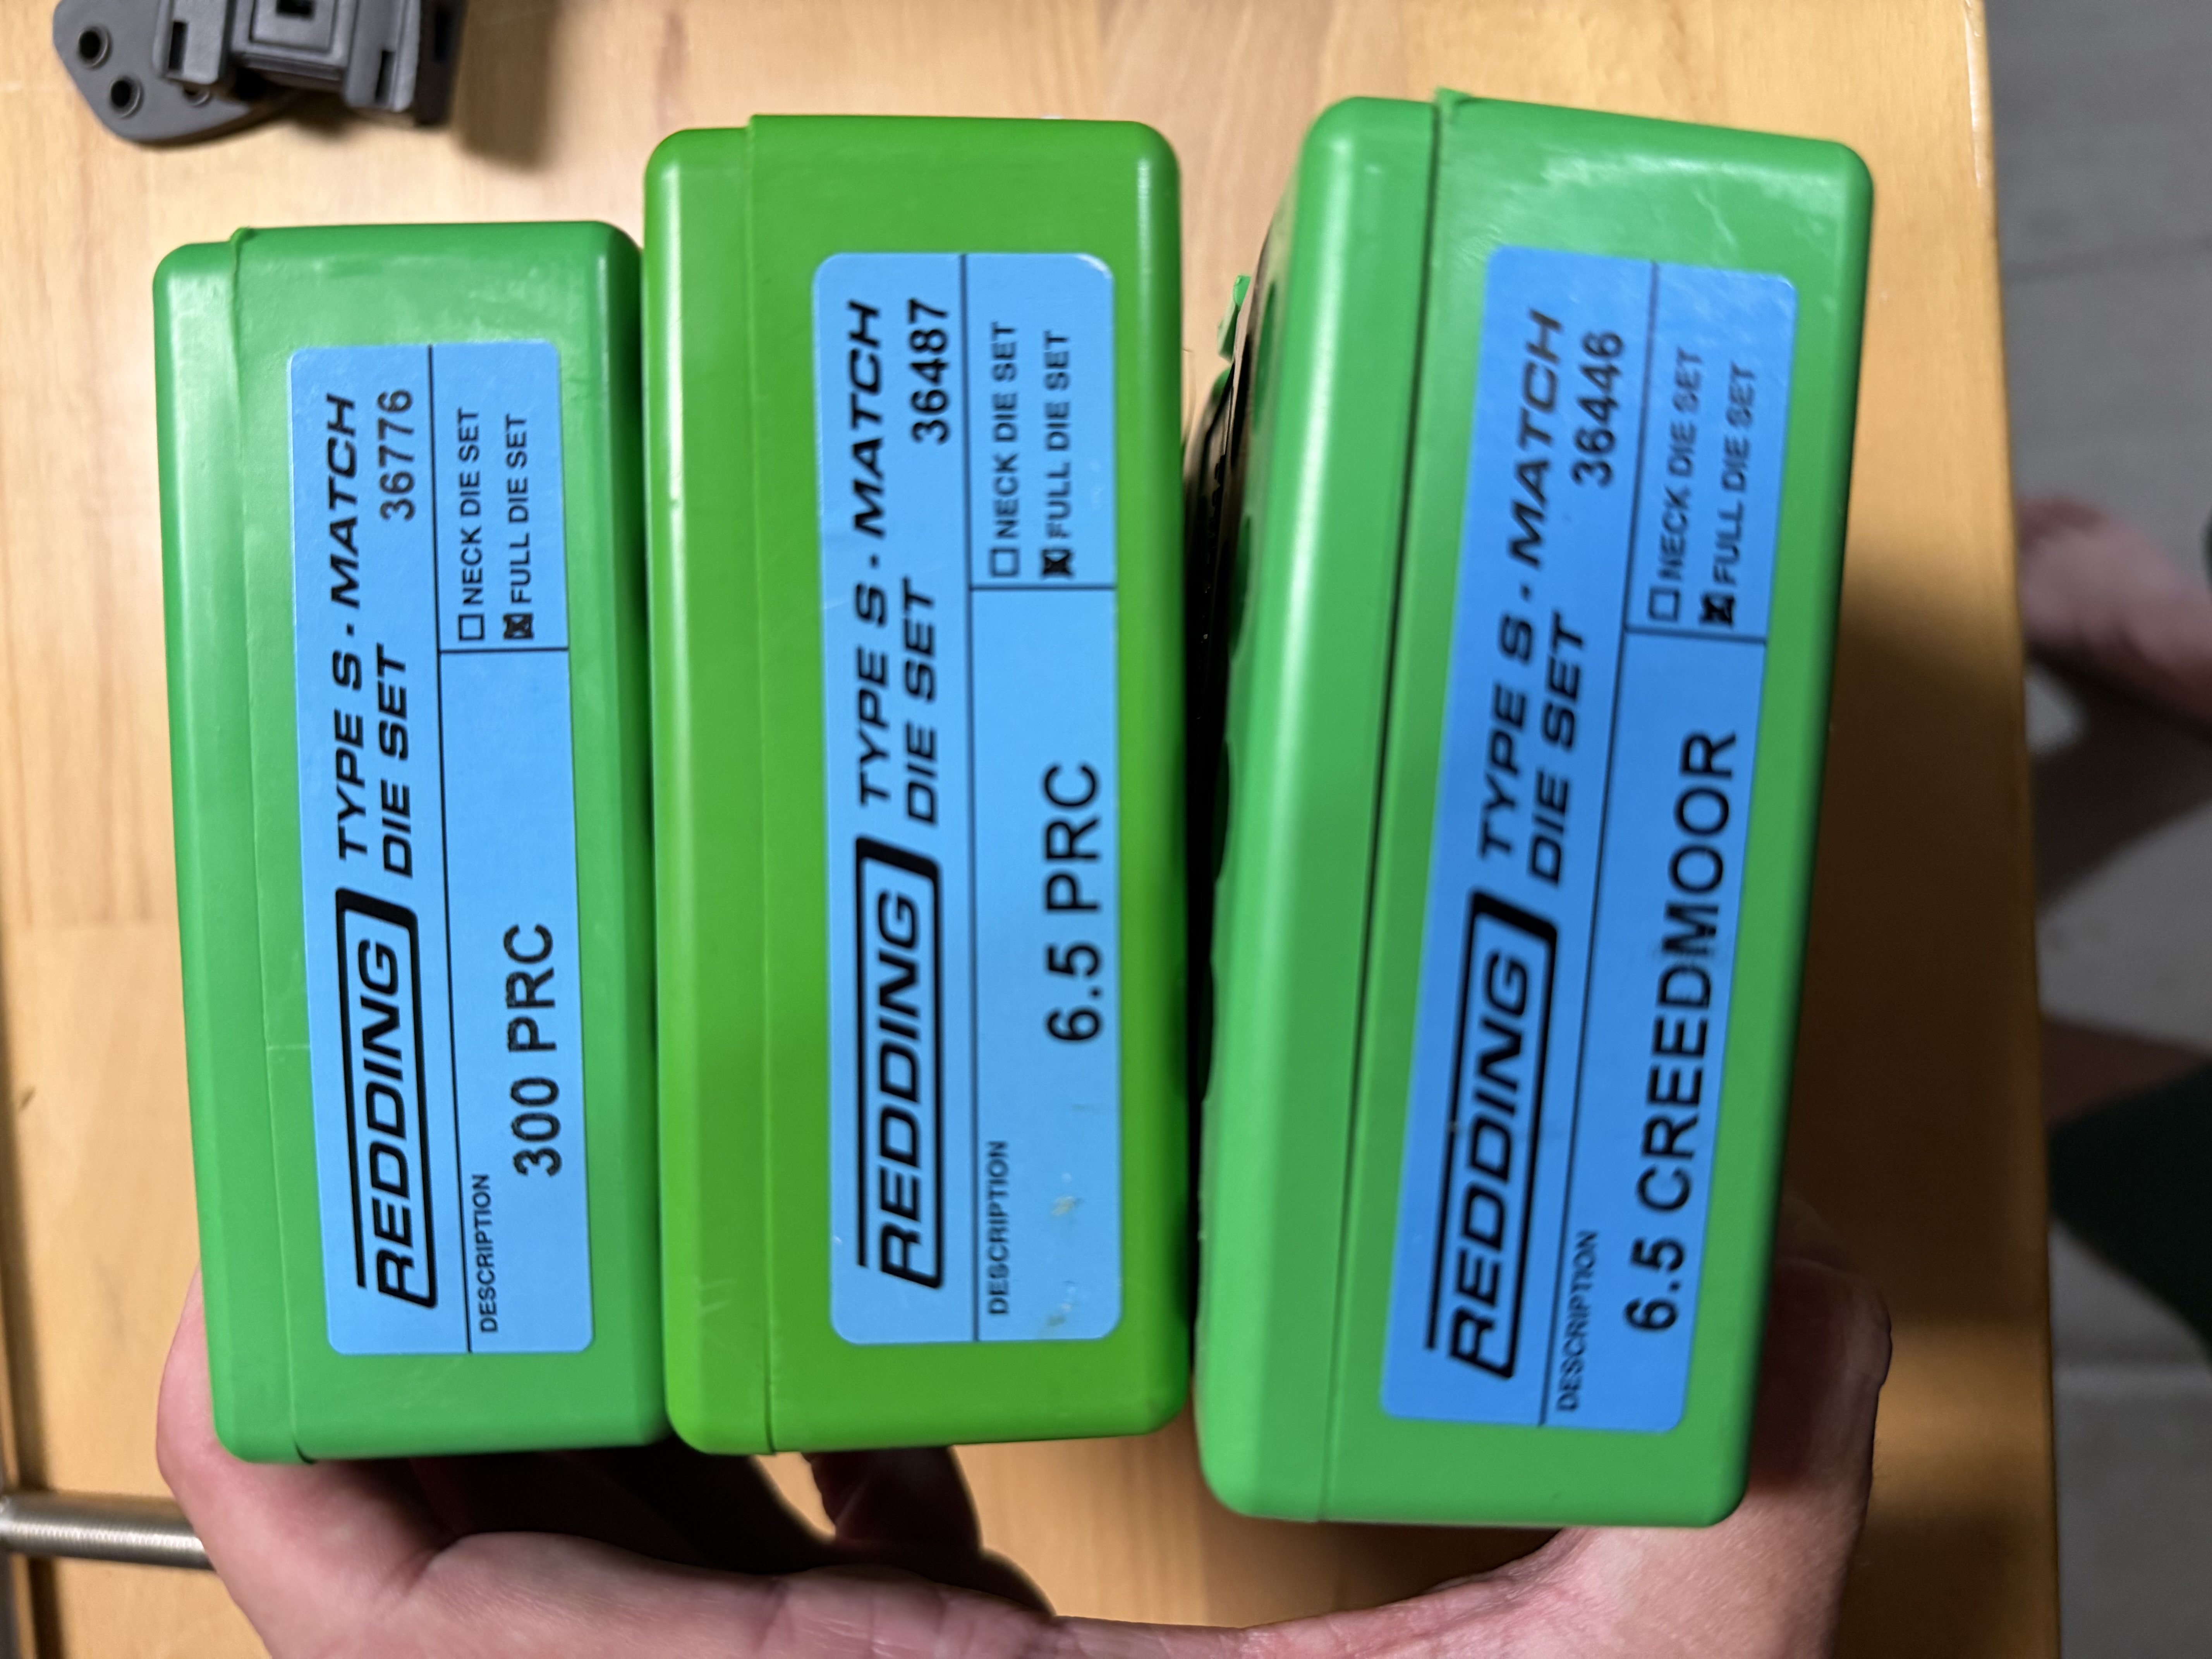 REDDING
TYPE S - MATCH
DIE SET
36776
DESCRIPTION
300 PRC
☐ NECK DIE SET
☒ FULL DIE SET
REDDING
TYPE S - MATCH
DIE SET
36487
DESCRIPTION
6.5 PRC
☐ NECK DIE SET
☒ FULL DIE SET
REDDING
TYPE S - MATCH
DIE SET
36446
DESCRIPTION
6.5 CREEDMOOR
☐ NECK DIE SET
☒ FULL DIE SET